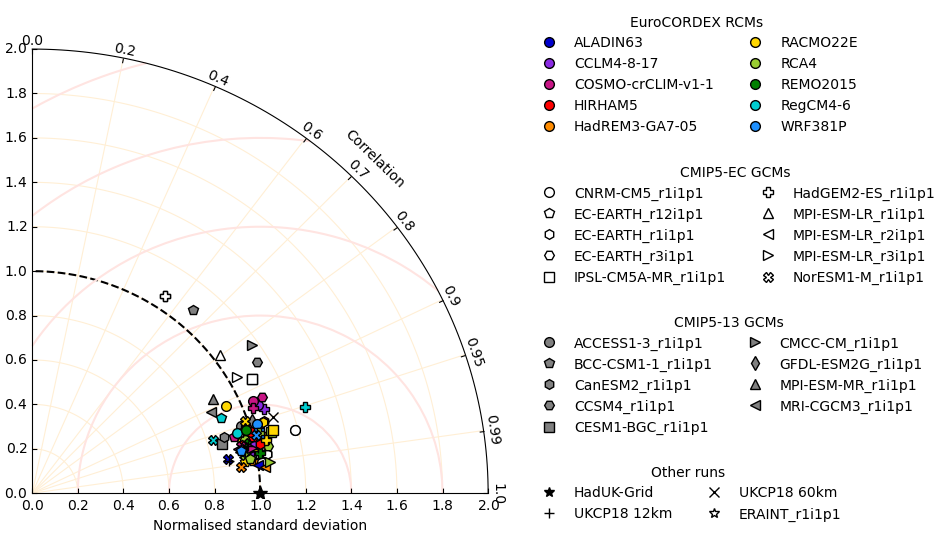 EuroCORDEX RCMs
ALADIN63
RACMO22E
CCLM4-8-17
RCA4
COSMO-crCLIM-v1-1
REMO2015
HIRHAM5
RegCM4-6
HadREM3-GA7-05
WRF381P
CMIP5-EC GCMs
CNRM-CM5_r1i1p1
HadGEM2-ES_r1i1p1
EC-EARTH_r12i1p1
MPI-ESM-LR_r1i1p1
EC-EARTH_r1i1p1
MPI-ESM-LR_r2i1p1
EC-EARTH_r3i1p1
MPI-ESM-LR_r3i1p1
IPSL-CM5A-MR_r1i1p1
NorESM1-M_r1i1p1
CMIP5-13 GCMs
ACCESS1-3_r1i1p1
CMCC-CM_r1i1p1
BCC-CSM1-1_r1i1p1
GFDL-ESM2G_r1i1p1
CanESM2_r1i1p1
MPI-ESM-MR_r1i1p1
CCSM4_r1i1p1
MRI-CGCM3_r1i1p1
CESM1-BGC_r1i1p1
Other runs
HadUK-Grid
UKCP18 60km
UKCP18 12km
ERAINT_r1i1p1
0.0
0.2
0.4
0.6
0.7
0.8
0.9
0.95
0.99
1.0
Correlation
2.0
1.8
1.6
1.4
1.2
1.0
0.8
0.6
0.4
0.2
0.0
0.0
0.2
0.4
0.6
0.8
1.0
1.2
1.4
1.6
1.8
2.0
Normalised standard deviation